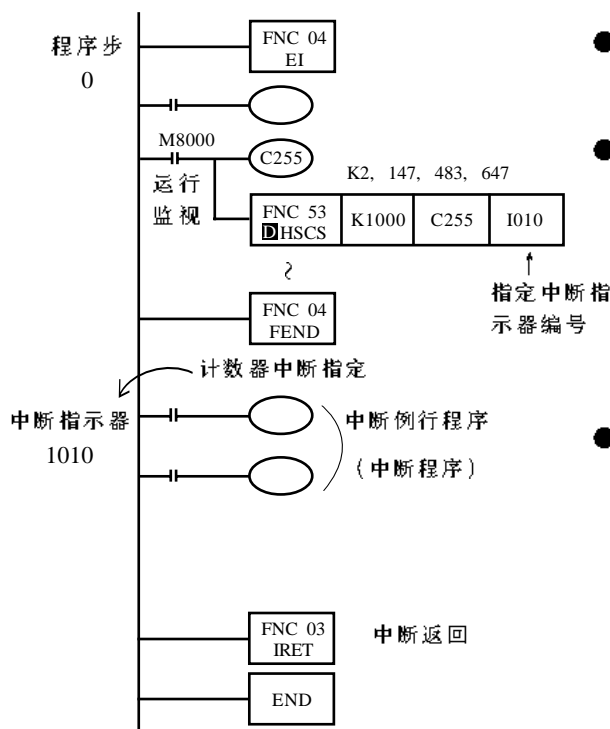 程序步
0
FNC 04
EI
M8000
C255
运行
监视
K2, 147, 483, 647
FNC 53
D HSCS
K1000
C255
I010
指定中断指
示器编号
FNC 04
FEND
计数器中断指定
中断指示器
1010
中断例行程序
(中断程序)
FNC 03
IRET
中断返回
END